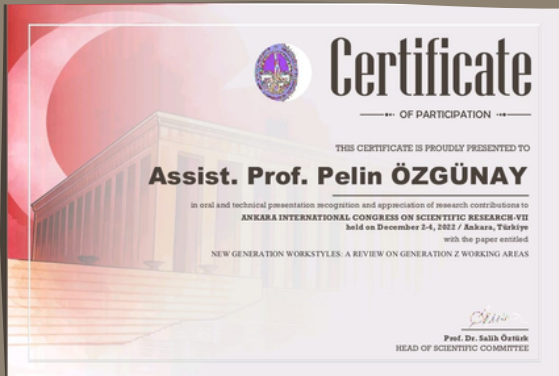 Certificate
OF PARTICIPATION
THIS CERTIFICATE IS PROUDLY PRESENTED TO
Assist. Prof. Pelin ÖZGÜNAY
in oral and technical presentation recognition and appreciation of research contributions to
ANKARA INTERNATIONAL CONGRESS ON SCIENTIFIC RESEARCH-VII
held on December 2-4, 2022 / Ankara, Türkiye
with the paper entitled
NEW GENERATION WORKSTYLES: A REVIEW ON GENERATION Z WORKING AREAS
Prof. Dr. Salih Öztürk
HEAD OF SCIENTIFIC COMMITTEE